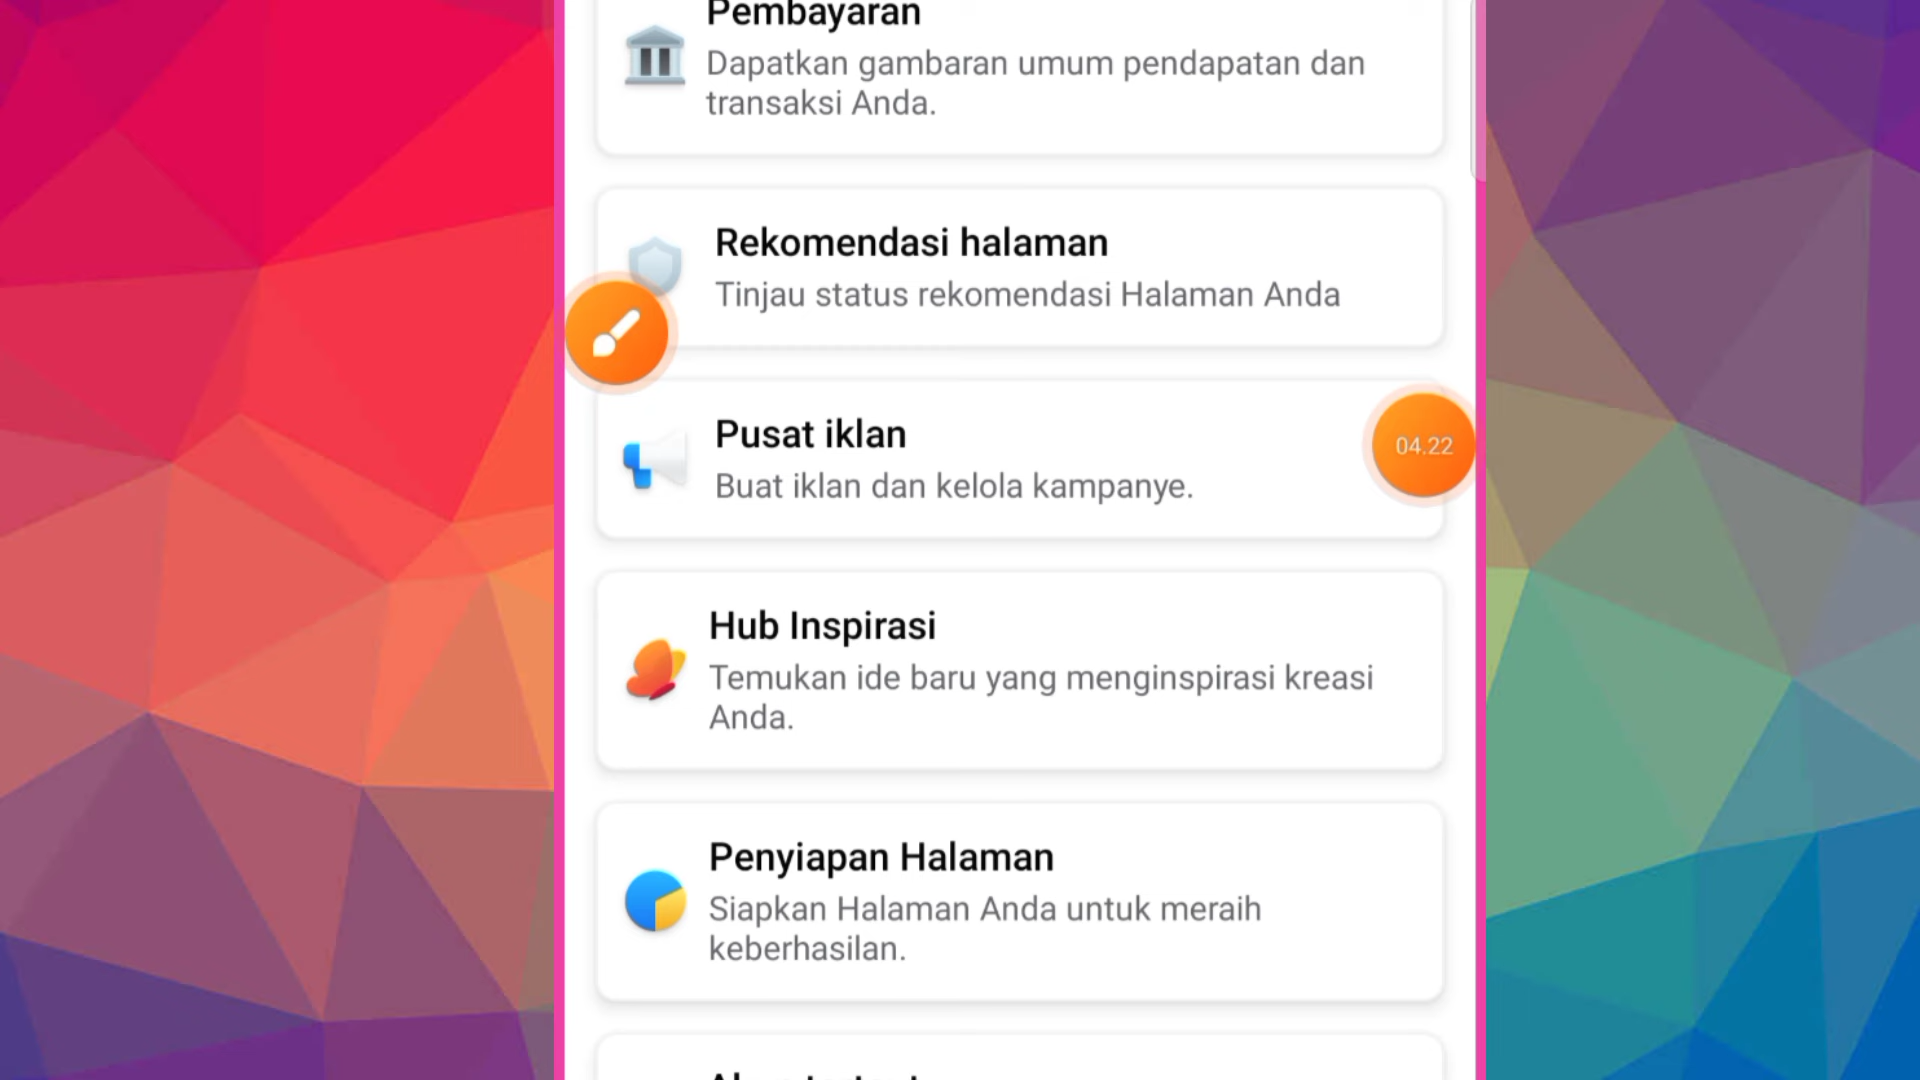 Pembayaran
Dapatkan gambaran umum pendapatan dan
transaksi Anda.
Rekomendasi halaman
Tinjau status rekomendasi Halaman Anda
Pusat iklan
Buat iklan dan kelola kampanye.
04.22
Hub Inspirasi
Temukan ide baru yang menginspirasi kreasi
Anda.
Penyiapan Halaman
Siapkan Halaman Anda untuk meraih
keberhasilan.